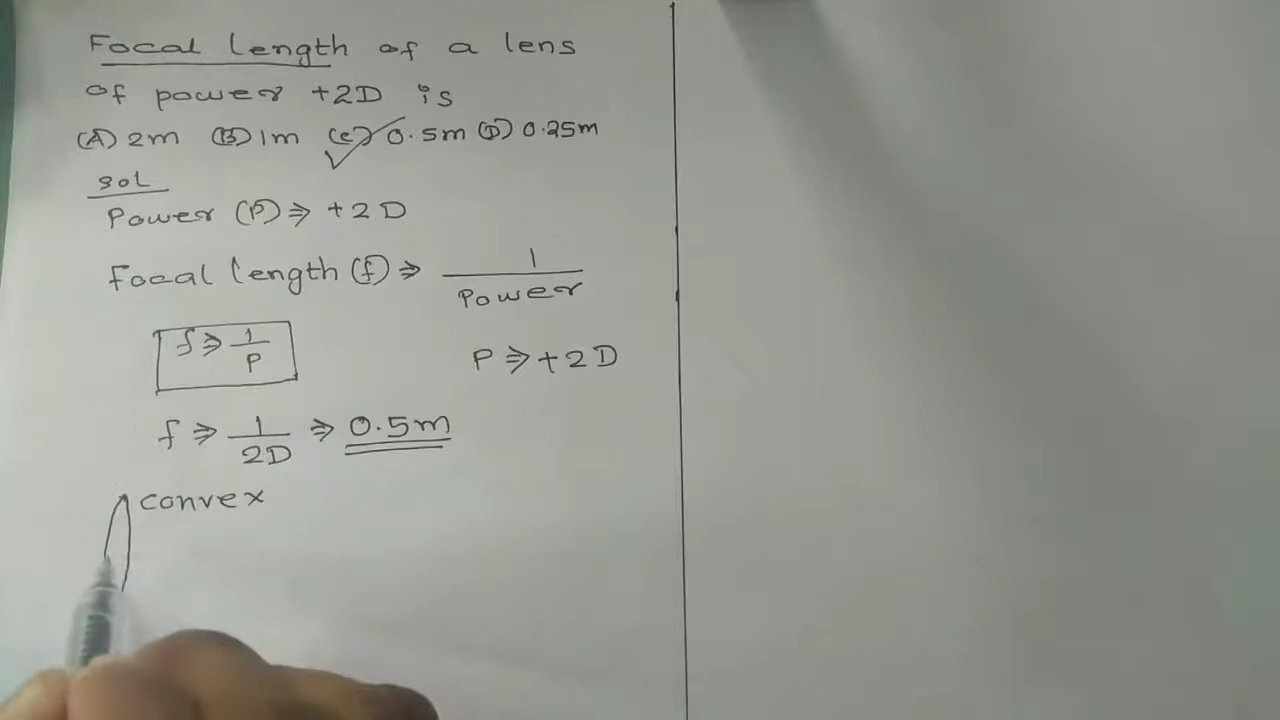 Focal length of a lens
of power +2D is
(A) 2m (B) 1m (C) 0.5m (D) 0.25m
sol
Power (P) ⇒ +2D
Focal length (f) ⇒ 1/Power
f ⇒ 1/P
P ⇒ +2D
f ⇒ 1/2D ⇒ 0.5m
convex